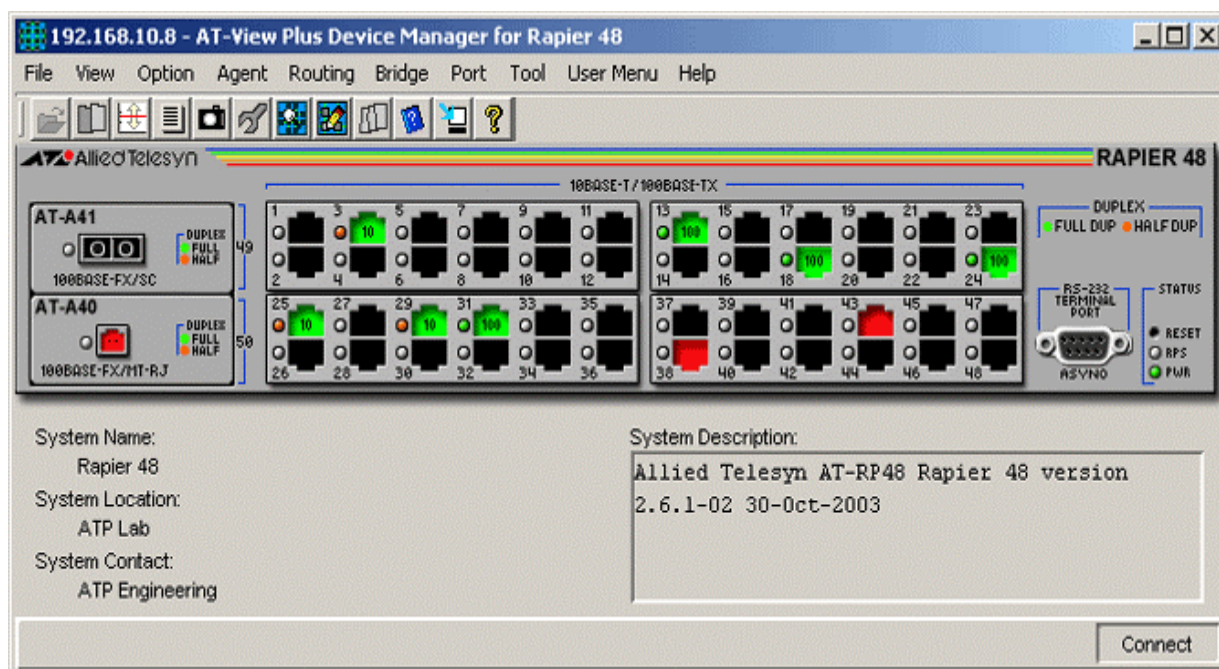 192.168.10.8 - AT-View Plus Device Manager for Rapier 48
File View Option Agent Routing Bridge Port Tool User Menu Help
Allied Telesyn
RAPIER 48
10BASE-T/100BASE-TX
AT-A41
DUPLEX
FULL
HALF
49
100BASE-FX/SC
1 3 5 7 9 11
10
2 4 6 8 10 12
13 15 17 19 21 23
100 100 100
14 16 18 20 22 24
DUPLEX
FULL DUP HALF DUP
AT-A40
DUPLEX
FULL
HALF
50
100BASE-FX/MT-RJ
25 27 29 31 33 35
10 10 100
26 28 30 32 34 36
37 39 41 43 45 47
38 40 42 44 46 48
RS-232
TERMINAL
PORT
ASYN0
STATUS
RESET
RPS
PWR
System Name:
Rapier 48
System Location:
ATP Lab
System Contact:
ATP Engineering
System Description:
Allied Telesyn AT-RP48 Rapier 48 version
2.6.1-02 30-Oct-2003
Connect